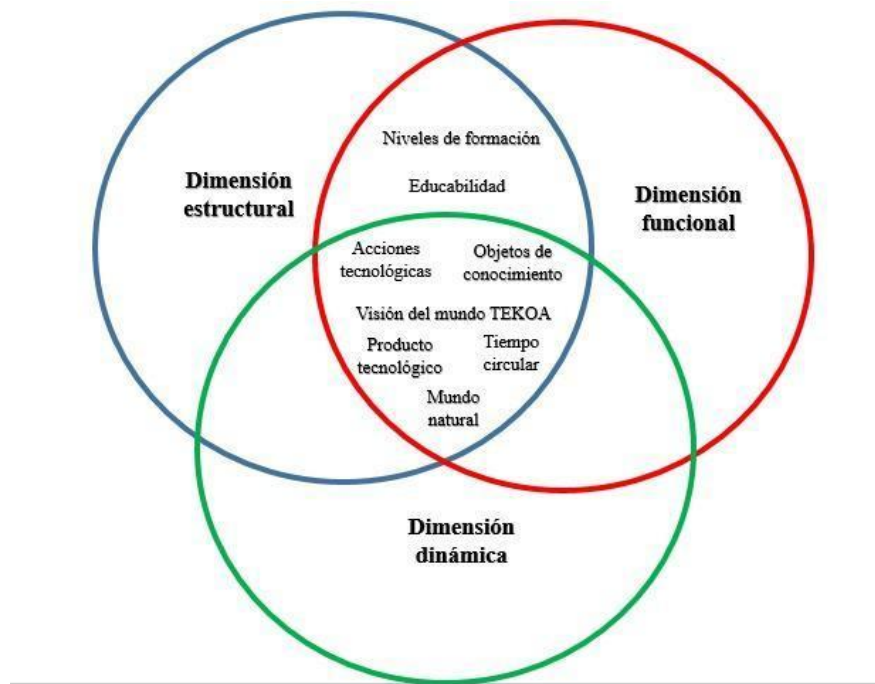 Niveles de formación
Dimensión
estructural
Educabilidad
Dimensión
funcional
Acciones
tecnológicas
Objetos de
conocimiento
Visión del mundo TEKOA
Producto
tecnológico
Tiempo
circular
Mundo
natural
Dimensión
dinámica